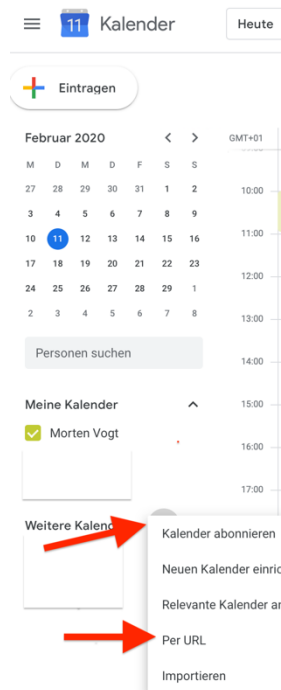 11 Kalender Heute
Eintragen
Februar 2020 < >
GMT+01
M D M D F S S
27 28 29 30 31 1 2
3 4 5 6 7 8 9
10 11 12 13 14 15 16
17 18 19 20 21 22 23
24 25 26 27 28 29 1
2 3 4 5 6 7 8
10:00
11:00
12:00
13:00
14:00
15:00
16:00
17:00
Personen suchen
Meine Kalender
Morten Vogt
Weitere Kalend
Kalender abonnieren
Neuen Kalender einric
Relevante Kalender an
Per URL
Importieren